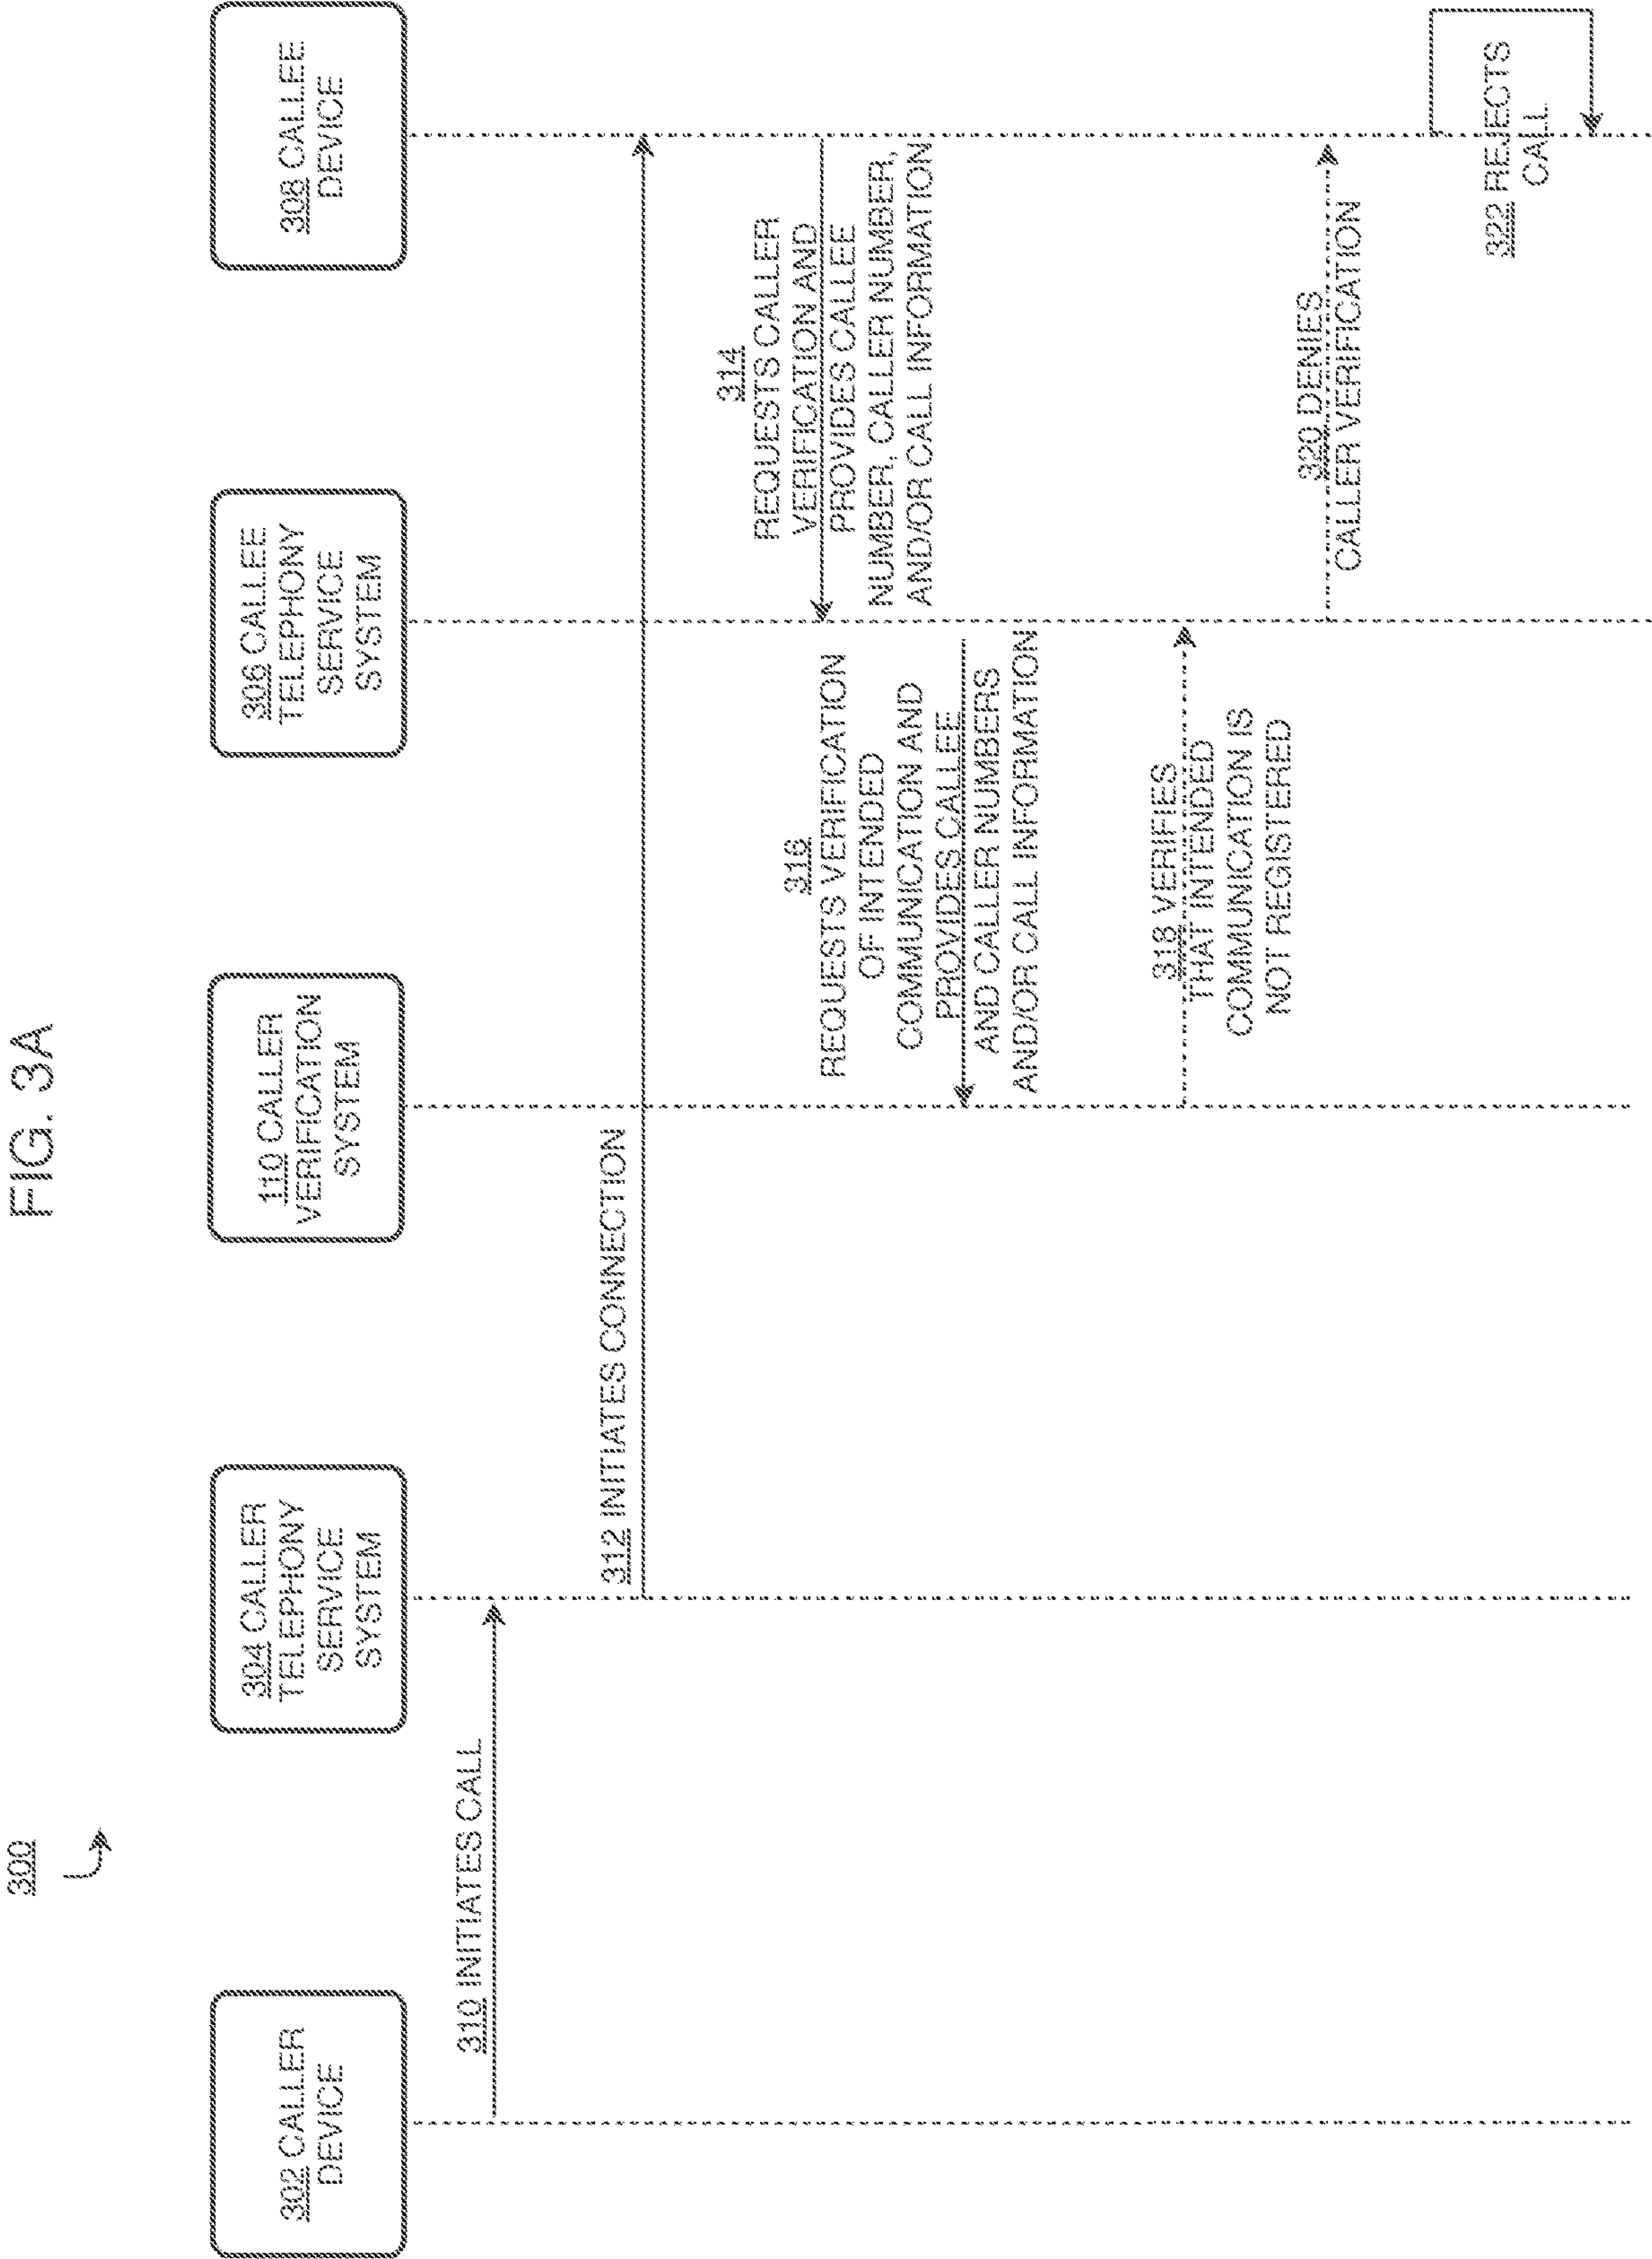 FIG. 3A
300
302 CALLER
DEVICE
304 CALLER
TELEPHONY
SERVICE
SYSTEM
110 CALLER
VERIFICATION
SYSTEM
306 CALLEE
TELEPHONY
SERVICE
SYSTEM
308 CALLEE
DEVICE
310 INITIATES CALL
312 INITIATES CONNECTION
314
REQUESTS CALLER
VERIFICATION AND
PROVIDES CALLEE
NUMBER, CALLER NUMBER,
AND/OR CALL INFORMATION
316
REQUESTS VERIFICATION
OF INTENDED
COMMUNICATION AND
PROVIDES CALLEE
AND CALLER NUMBERS
AND/OR CALL INFORMATION
318 VERIFIES
THAT INTENDED
COMMUNICATION IS
NOT REGISTERED
320 DENIES
CALLER VERIFICATION
322 REJECTS
CALL